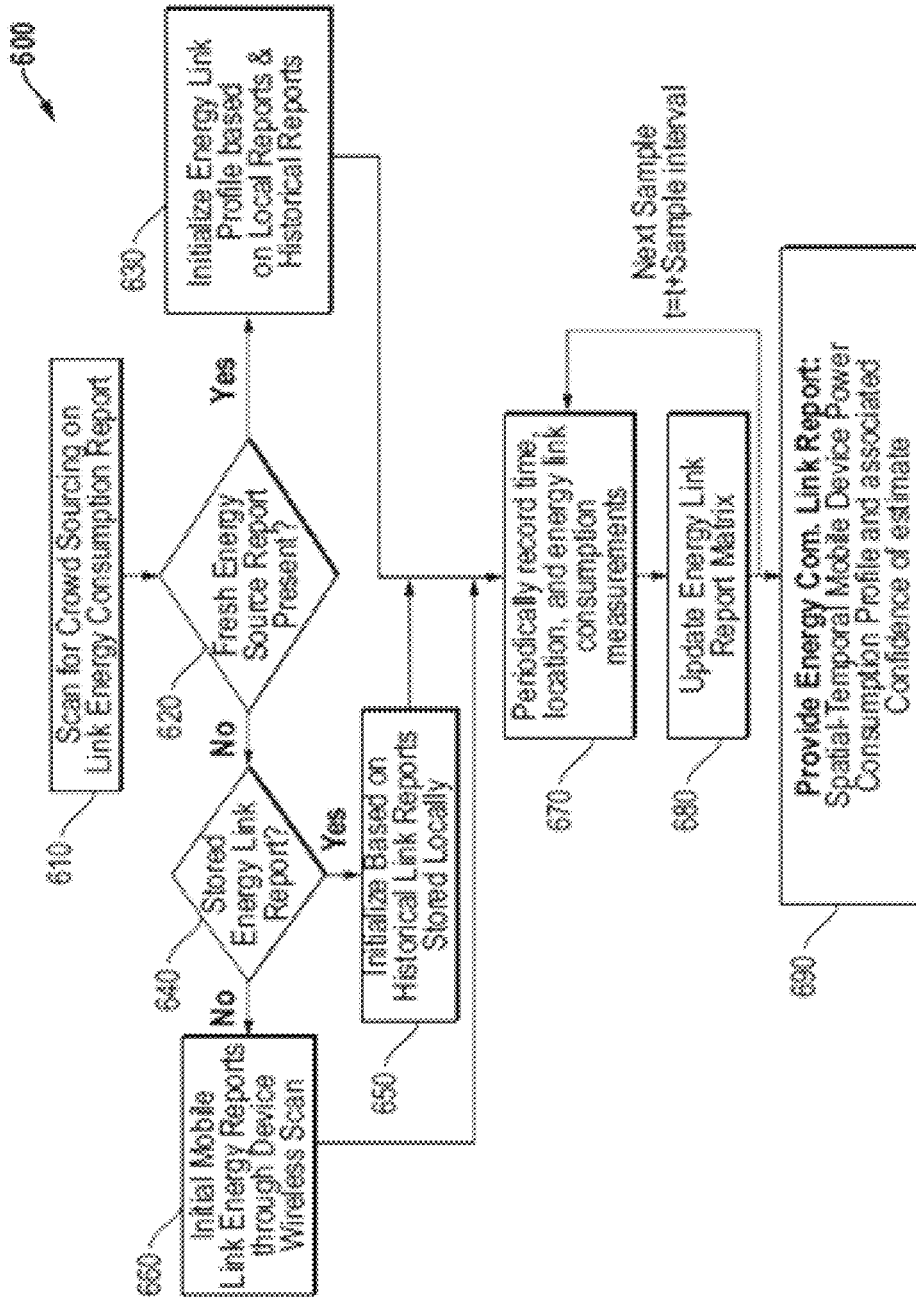 600
Scan for Crowd Sourcing on
Link Energy Consumption Report
610
Fresh Energy
Source Report
Present?
620
Yes
No
Initialize Energy Link
Profile based
on Local Reports &
Historical Reports
630
Stored
Energy Link
Report?
640
Yes
No
Initialize Based on
Historical Link Reports
Stored Locally
650
Initial Mobile
Link Energy Reports
through Device
Wireless Scan
660
Periodically record time,
location, and energy link
consumption
measurements
670
Next Sample
t=t+Sample interval
Update Energy Link
Report Matrix
680
Provide Energy Com. Link Report:
Spatial-Temporal Mobile Device Power
Consumption Profile and associated
Confidence of estimate
690